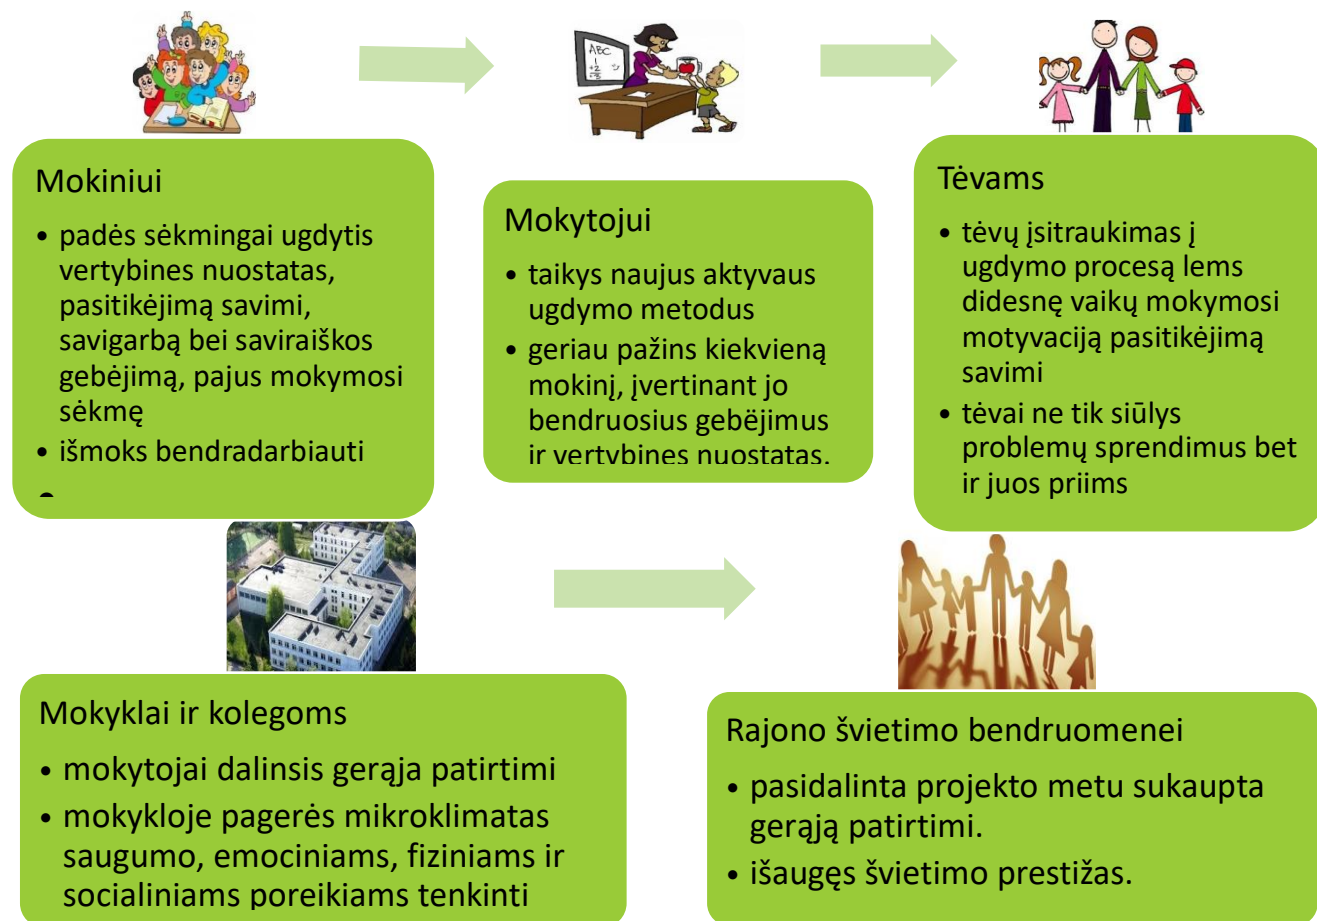 ABC
Mokiniui
• padės sėkmingai ugdytis
vertybines nuostatas,
pasitikėjimą savimi,
savigarbą bei saviraiškos
gebėjimą, pajus mokymosi
sėkmę
• išmoks bendradarbiauti
•
Mokytojui
• taikys naujus aktyvaus
ugdymo metodus
• geriau pažins kiekvieną
mokinį, įvertinant jo
bendruosius gebėjimus
ir vertybines nuostatas.
Tėvams
• tėvų įsitraukimas į
ugdymo procesą lems
didesnę vaikų mokymosi
motyvaciją pasitikėjimą
savimi
• tėvai ne tik siūlys
problemų sprendimus bet
ir juos priims
Mokyklai ir kolegoms
• mokytojai dalinsis gerąja patirtimi
• mokykloje pagerės mikroklimatas
saugumo, emociniams, fiziniams ir
socialiniams poreikiams tenkinti
Rajono švietimo bendruomenei
• pasidalinta projekto metu sukaupta
gerąją patirtimi.
• išaugęs švietimo prestižas.